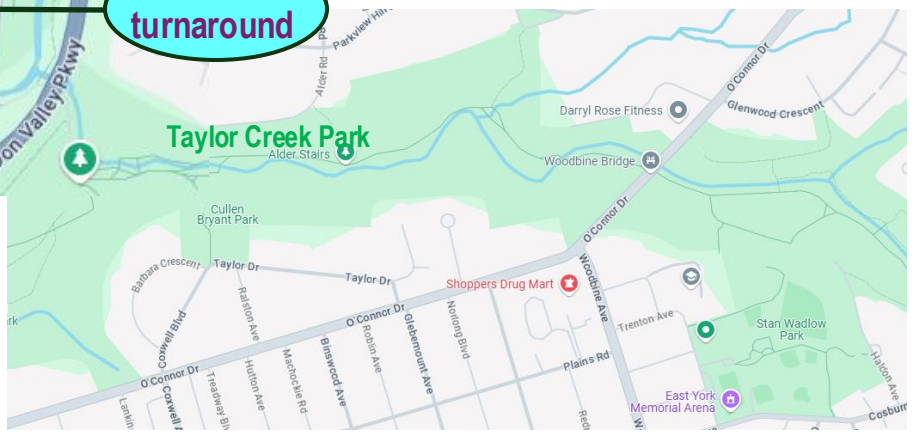 turnaround
on Valley Pkwy
Parkview Hill
Alder Rd
O'Connor Dr
Glenwood Crescent
Darryl Rose Fitness
Taylor Creek Park
Alder Stairs
Woodbine Bridge
Cullen
Bryant Park
O'Connor Dr
Barbara Crescent
Taylor Dr
Taylor Dr
Shoppers Drug Mart
Woodbine Ave
Ralston Ave
O'Connor Dr
Norlong Blvd
Trenton Ave
Stan Wadlow
Park
rk
Coxwell Blvd
Roblin Ave
Glebemount Ave
Binswood Ave
Machockie Rd
Hutton Ave
Plains Rd
Haldon Ave
O'Connor Dr
Treadway Bl
Coxwell A
Lankin
East York
Memorial Arena
Cosburn